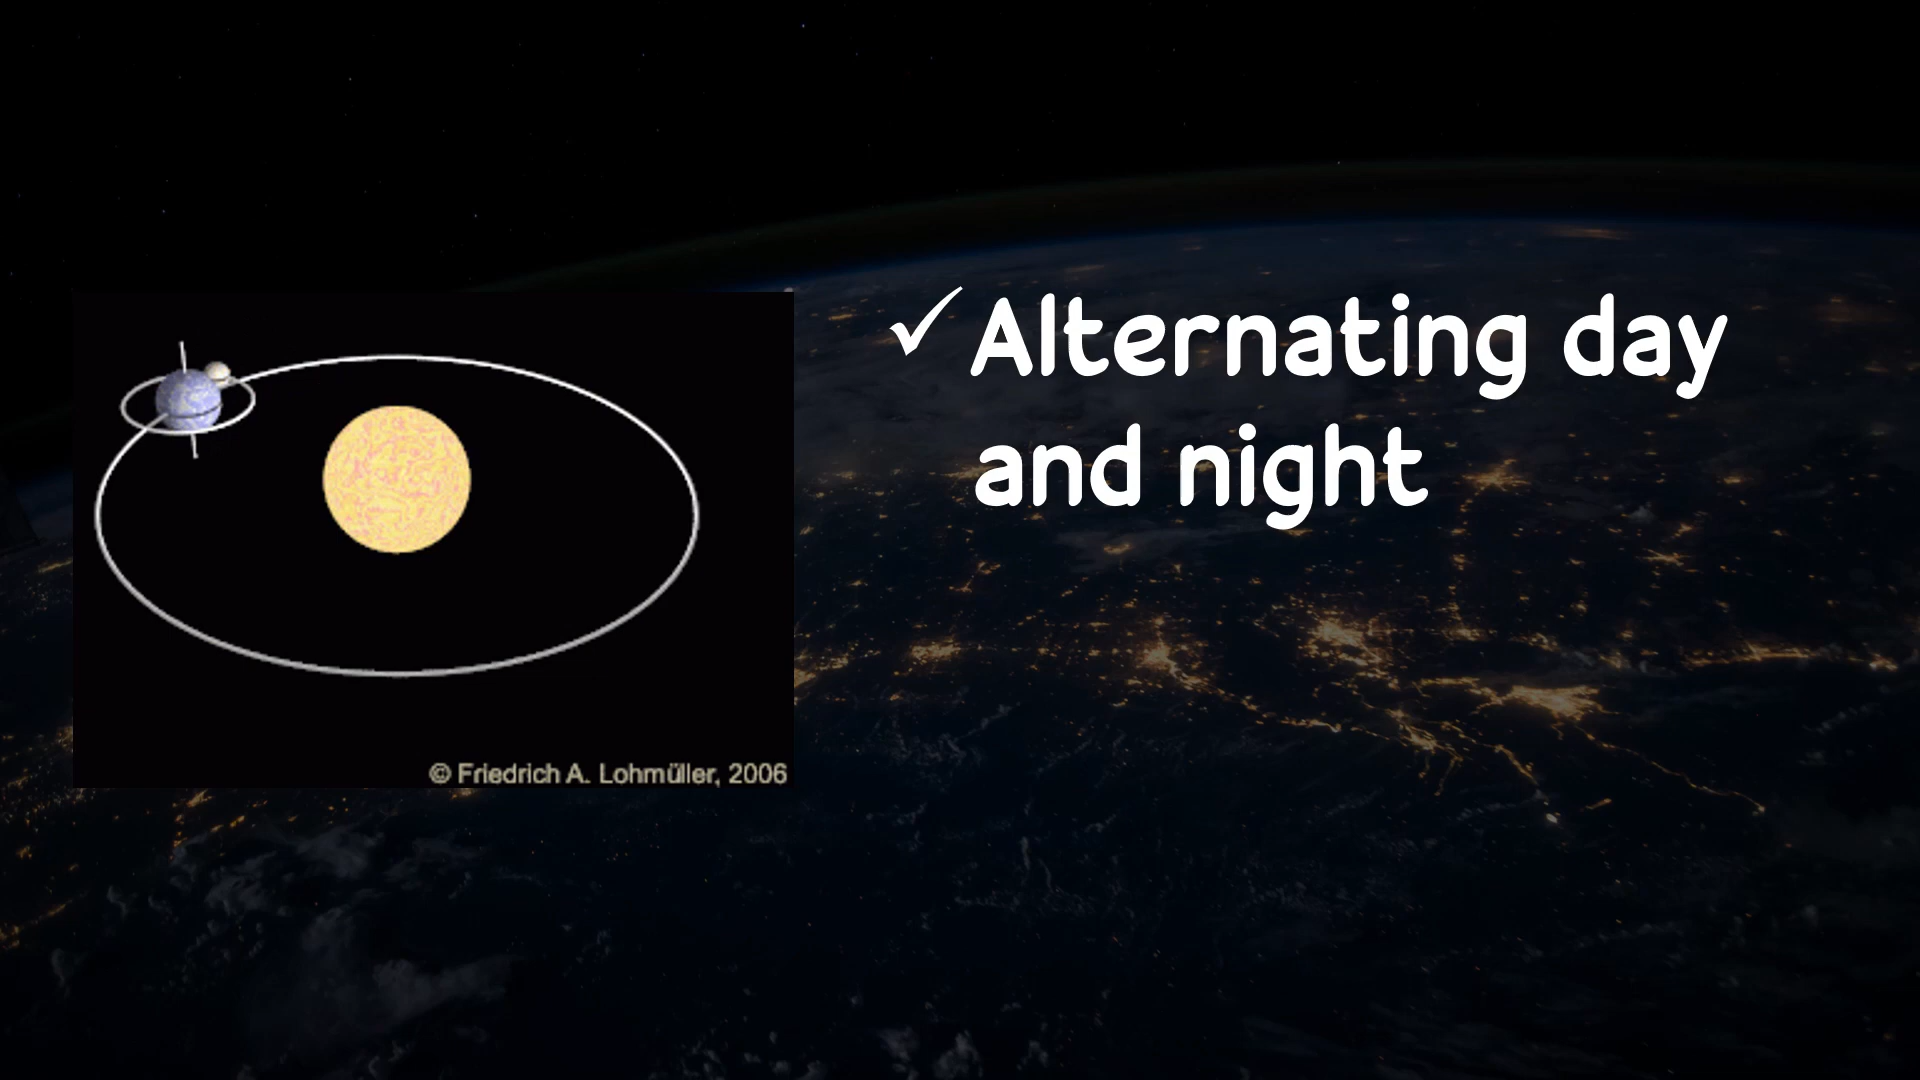 ✓ Alternating day
and night
© Friedrich A. Lohmüller, 2006